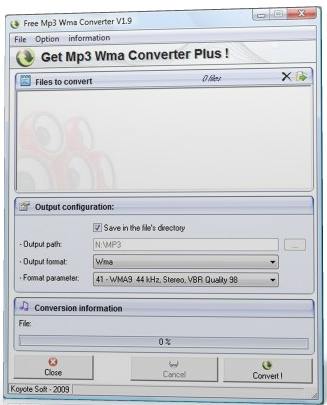 Free Mp3 Wma Converter V1.9
File Option information
Get Mp3 Wma Converter Plus !
Files to convert 0 files
Output configuration:
Save in the file's directory
· Output path: N:\MP3 ...
· Output format: Wma
· Format parameter: 41 - WMA9 44 kHz, Stereo, VBR Quality 98
Conversion information
File:
0 %
Close Cancel Convert !
Koyote Soft - 2009